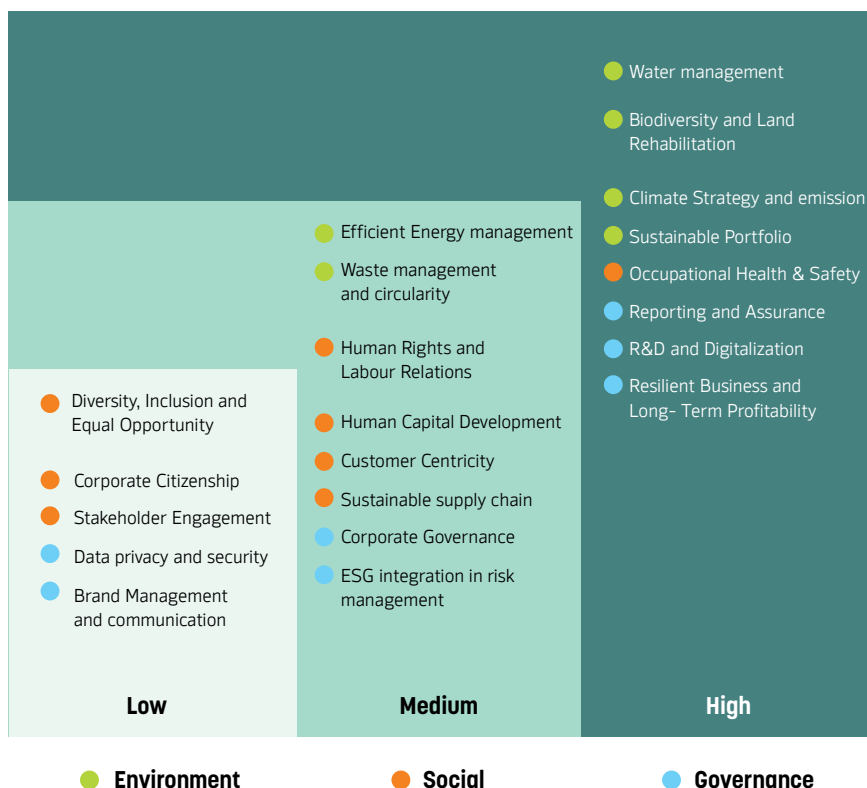 Water management
Biodiversity and Land
Rehabilitation
Climate Strategy and emission
Sustainable Portfolio
Occupational Health & Safety
Reporting and Assurance
R&D and Digitalization
Resilient Business and
Long- Term Profitability
Efficient Energy management
Waste management
and circularity
Human Rights and
Labour Relations
Human Capital Development
Customer Centricity
Sustainable supply chain
Corporate Governance
ESG integration in risk
management
Diversity, Inclusion and
Equal Opportunity
Corporate Citizenship
Stakeholder Engagement
Data privacy and security
Brand Management
and communication
Low
Medium
High
Environment
Social
Governance